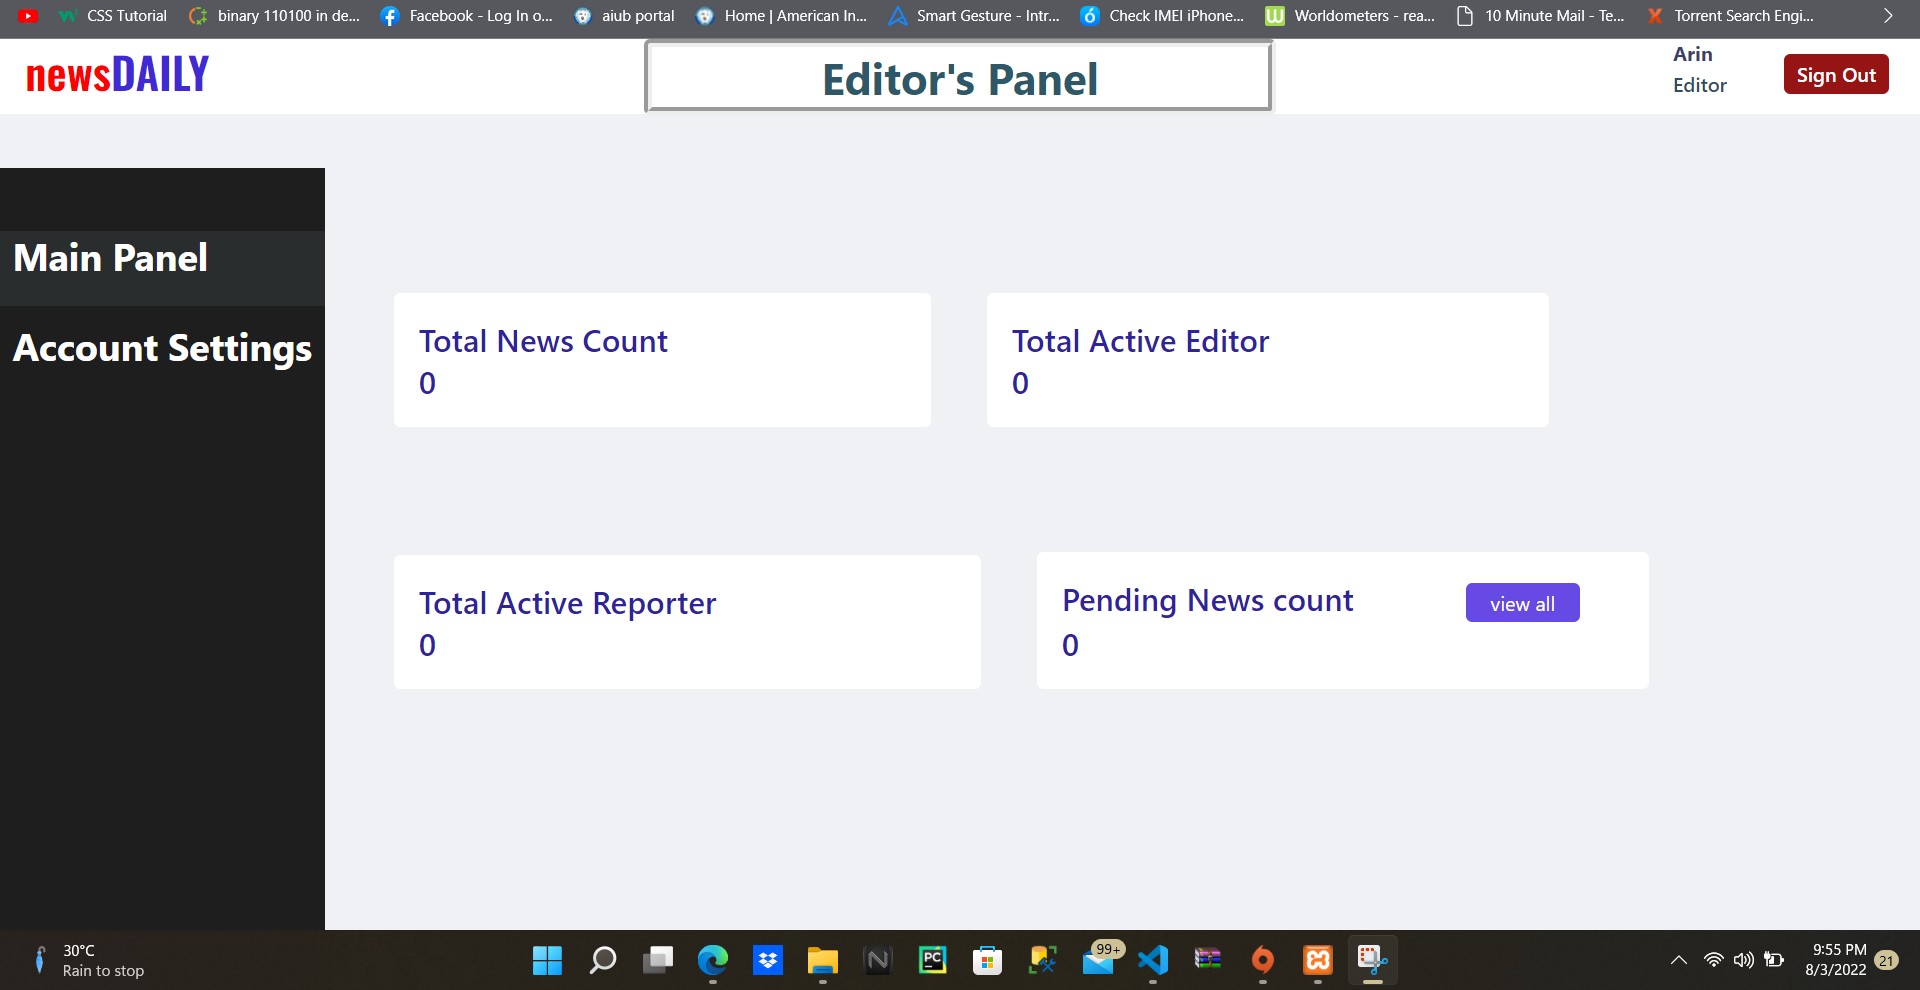 CSS Tutorial
binary 110100 in de...
Facebook - Log In o...
aiub portal
Home | American In...
Smart Gesture - Intr...
Check IMEI iPhone...
Worldometers - rea...
10 Minute Mail - Te...
Torrent Search Engi...
newsDAILY
Editor's Panel
Arin
Editor
Sign Out
Main Panel
Account Settings
Total News Count
0
Total Active Editor
0
Total Active Reporter
0
Pending News count
view all
0
30°C
Rain to stop
PC
99+
9:55 PM
8/3/2022
21